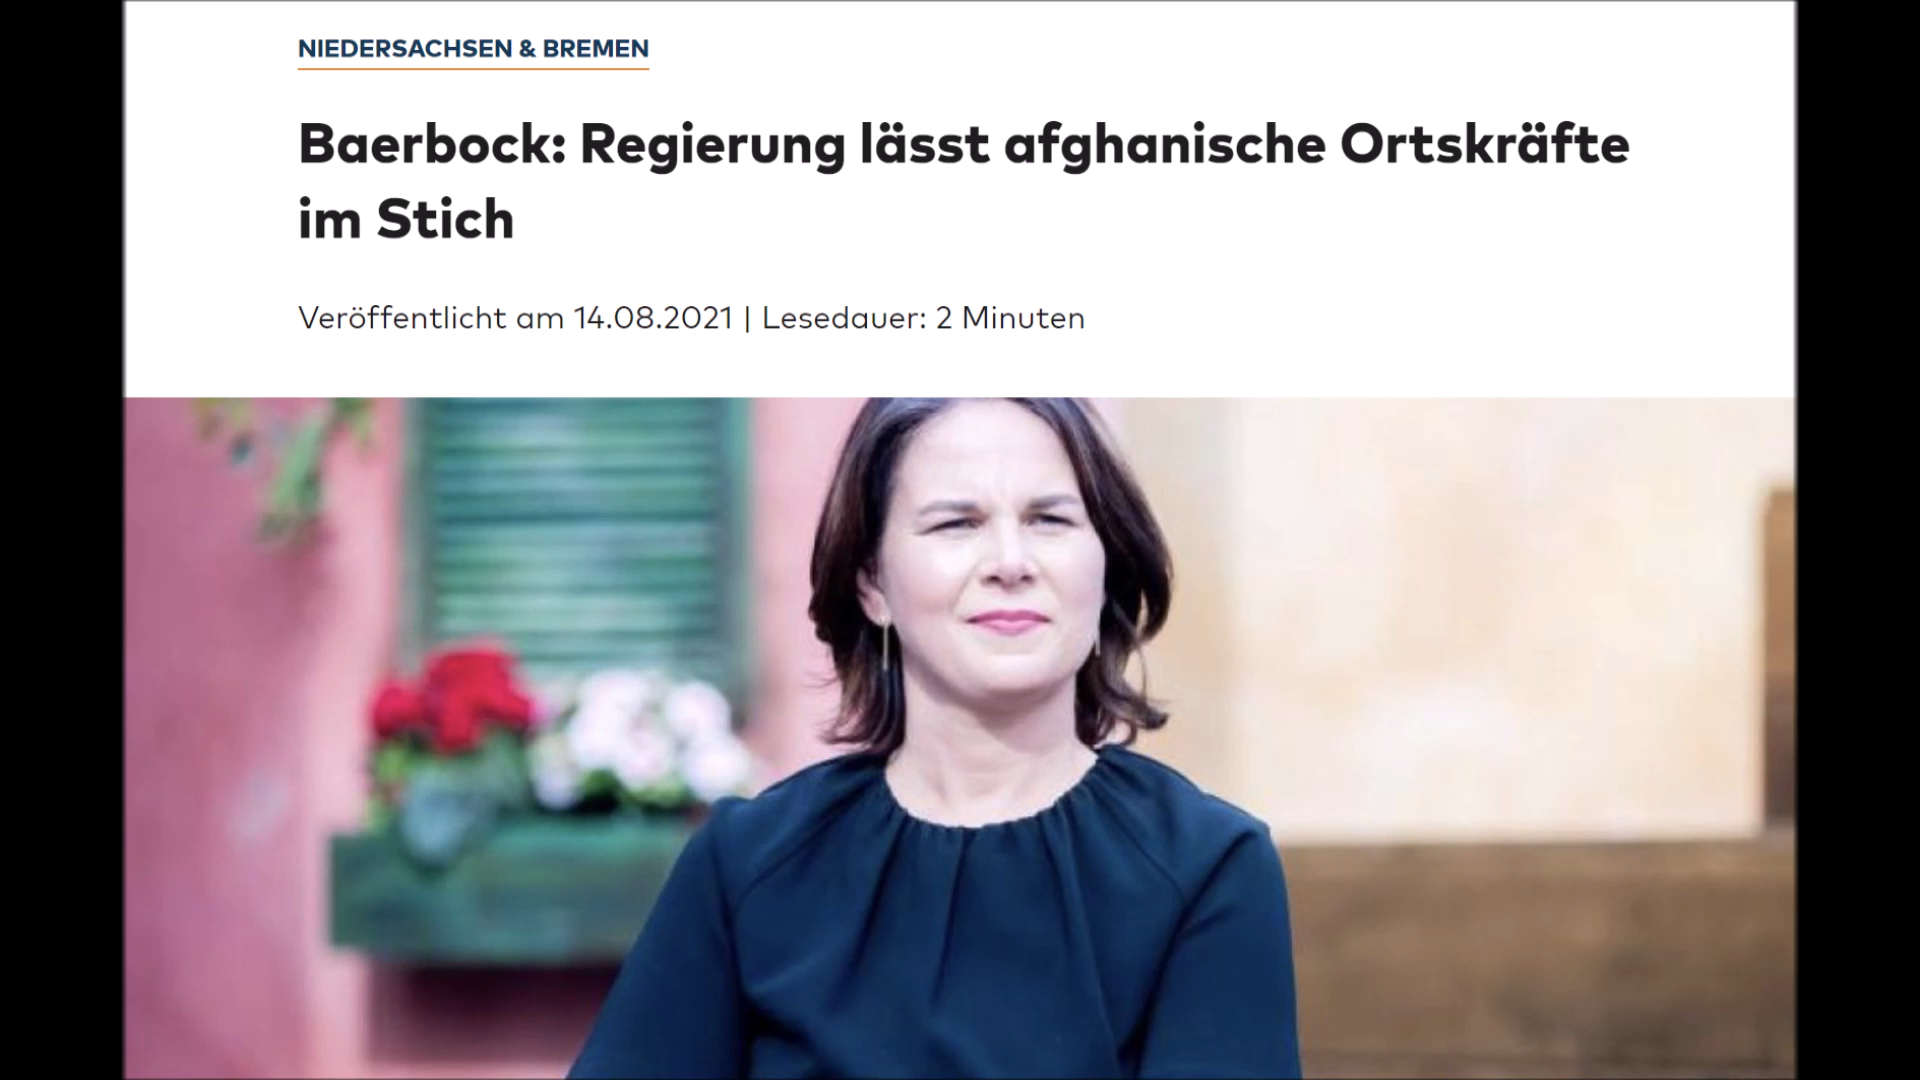 NIEDERSACHSEN & BREMEN
Baerbock: Regierung lässt afghanische Ortskräfte
im Stich
Veröffentlicht am 14.08.2021 | Lesedauer: 2 Minuten